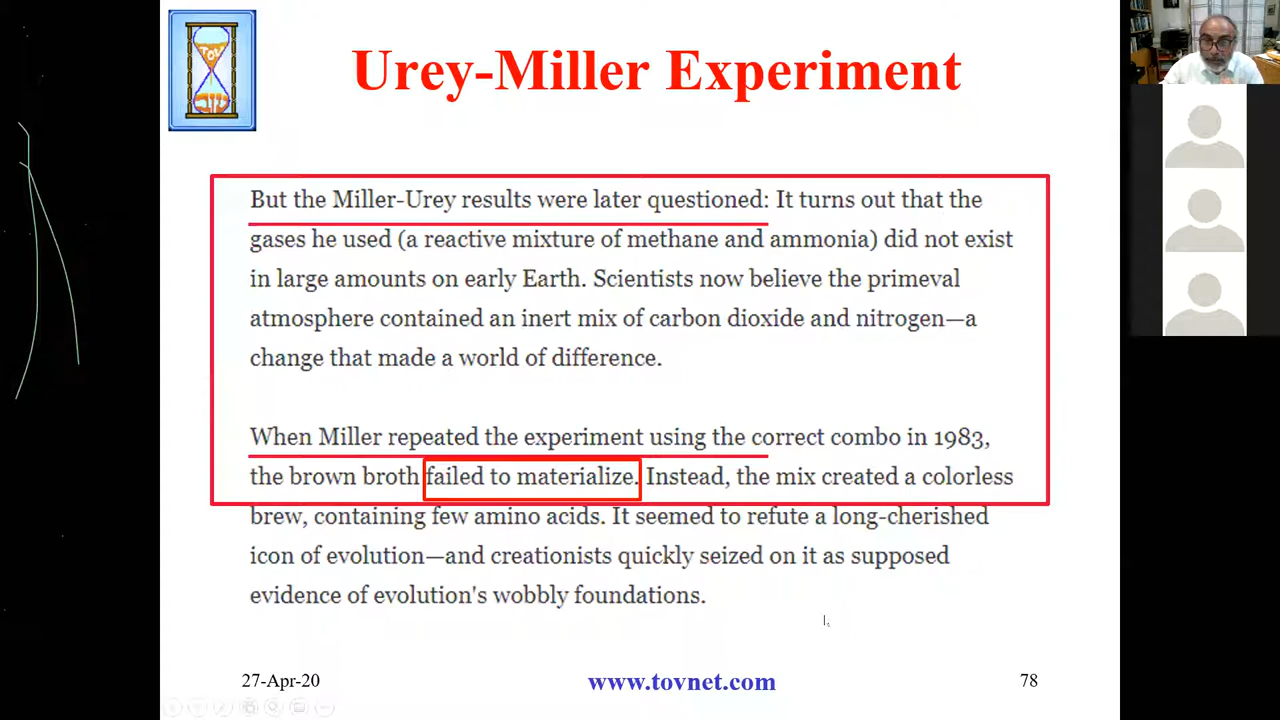 TOV
טוב
Urey-Miller Experiment
But the Miller-Urey results were later questioned: It turns out that the
gases he used (a reactive mixture of methane and ammonia) did not exist
in large amounts on early Earth. Scientists now believe the primeval
atmosphere contained an inert mix of carbon dioxide and nitrogen—a
change that made a world of difference.
When Miller repeated the experiment using the correct combo in 1983,
the brown broth failed to materialize. Instead, the mix created a colorless
brew, containing few amino acids. It seemed to refute a long-cherished
icon of evolution—and creationists quickly seized on it as supposed
evidence of evolution's wobbly foundations.
27-Apr-20
www.tovnet.com
78